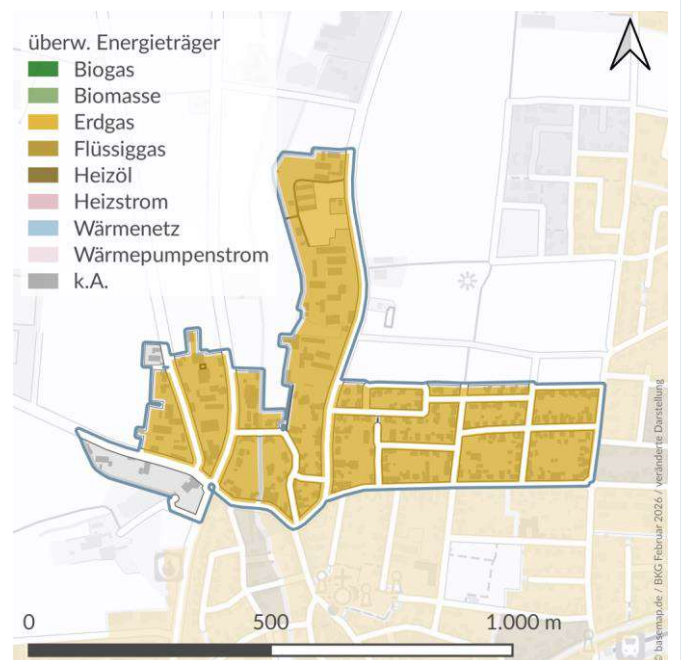 überw. Energieträger
Biogas
Biomasse
Erdgas
Flüssiggas
Heizöl
Heizstrom
Wärmenetz
Wärmepumpenstrom
k.A.
© basemap.de / BKG Februar 2026 / veränderte Darstellung
0 500 1.000 m